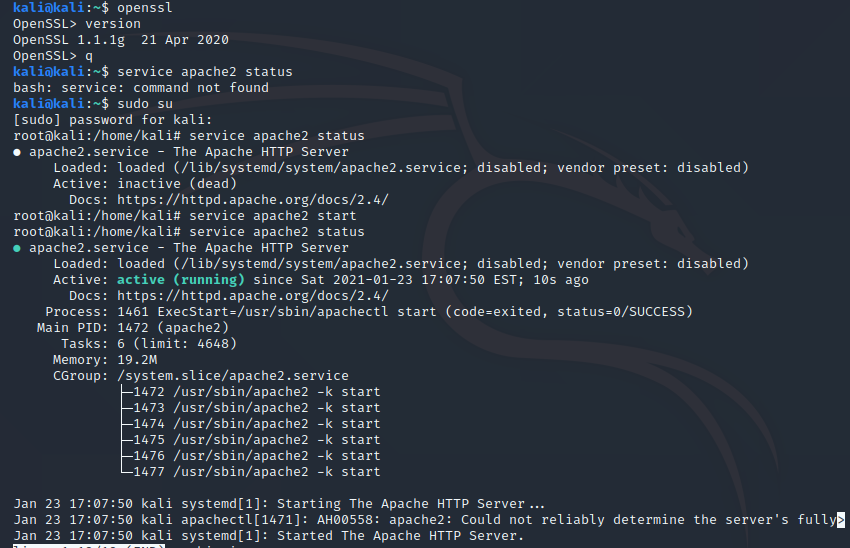 kali@kali:~$ openssl
OpenSSL> version
OpenSSL 1.1.1g  21 Apr 2020
OpenSSL> q
kali@kali:~$ service apache2 status
bash: service: command not found
kali@kali:~$ sudo su
[sudo] password for kali:
root@kali:/home/kali# service apache2 status
● apache2.service - The Apache HTTP Server
     Loaded: loaded (/lib/systemd/system/apache2.service; disabled; vendor preset: disabled)
     Active: inactive (dead)
       Docs: https://httpd.apache.org/docs/2.4/
root@kali:/home/kali# service apache2 start
root@kali:/home/kali# service apache2 status
● apache2.service - The Apache HTTP Server
     Loaded: loaded (/lib/systemd/system/apache2.service; disabled; vendor preset: disabled)
     Active: active (running) since Sat 2021-01-23 17:07:50 EST; 10s ago
       Docs: https://httpd.apache.org/docs/2.4/
    Process: 1461 ExecStart=/usr/sbin/apachectl start (code=exited, status=0/SUCCESS)
   Main PID: 1472 (apache2)
      Tasks: 6 (limit: 4648)
     Memory: 19.2M
     CGroup: /system.slice/apache2.service
             ├─1472 /usr/sbin/apache2 -k start
             ├─1473 /usr/sbin/apache2 -k start
             ├─1474 /usr/sbin/apache2 -k start
             ├─1475 /usr/sbin/apache2 -k start
             ├─1476 /usr/sbin/apache2 -k start
             └─1477 /usr/sbin/apache2 -k start
Jan 23 17:07:50 kali systemd[1]: Starting The Apache HTTP Server...
Jan 23 17:07:50 kali apachectl[1471]: AH00558: apache2: Could not reliably determine the server's fully>
Jan 23 17:07:50 kali systemd[1]: Started The Apache HTTP Server.